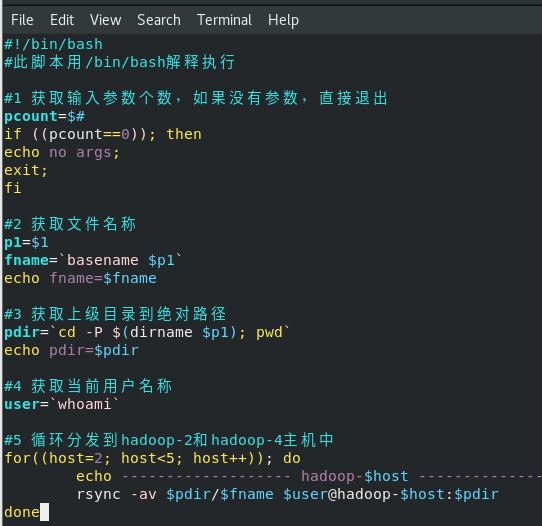 File Edit View Search Terminal Help
#!/bin/bash
#此脚本用/bin/bash解释执行
#1 获取输入参数个数，如果没有参数，直接退出
pcount=$#
if ((pcount==0)); then
echo no args;
exit;
fi
#2 获取文件名称
p1=$1
fname=`basename $p1`
echo fname=$fname
#3 获取上级目录到绝对路径
pdir=`cd -P $(dirname $p1); pwd`
echo pdir=$pdir
#4 获取当前用户名称
user=`whoami`
#5 循环分发到hadoop-2和hadoop-4主机中
for((host=2; host<5; host++)); do
        echo ------------------- hadoop-$host --------------
        rsync -av $pdir/$fname $user@hadoop-$host:$pdir
done